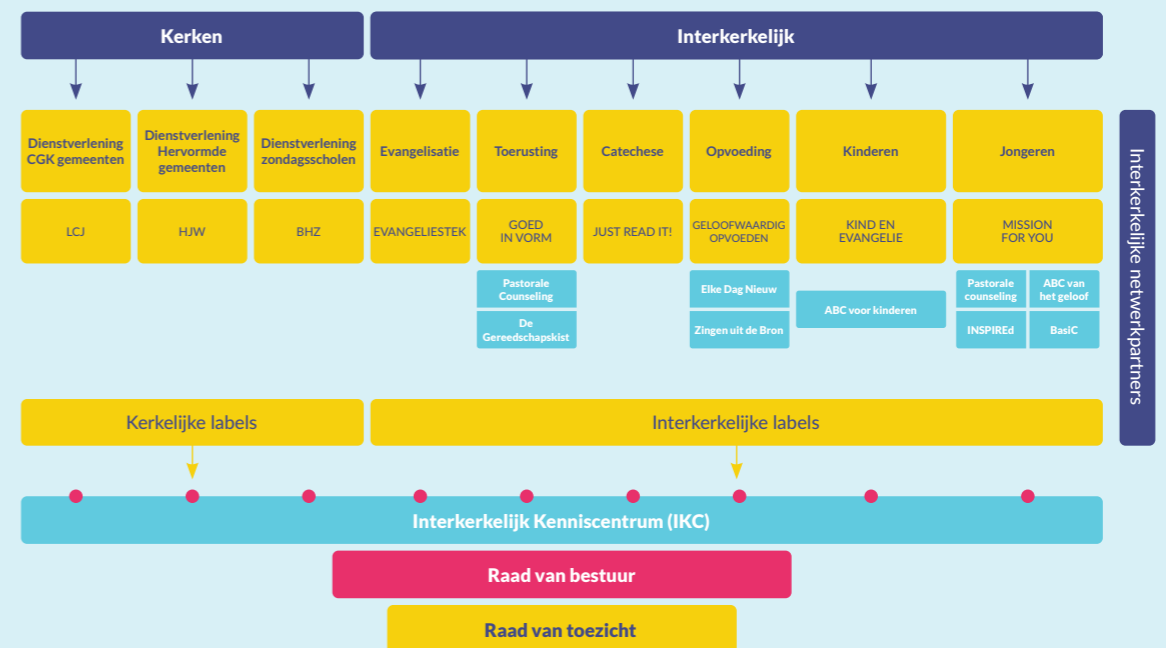 Kerken
Interkerkelijk
Dienstverlening
CGK gemeenten
Dienstverlening
Hervormde
gemeenten
Dienstverlening
zondagsscholen
Evangelisatie
Toerusting
Catechese
Opvoeding
Kinderen
Jongeren
LCJ
HJW
BHZ
EVANGELIESTEK
GOED
IN VORM
JUST READ IT!
GELOOFWAARDIG
OPVOEDEN
KIND EN
EVANGELIE
MISSION
FOR YOU
Pastorale
Counseling
De
Gereedschapskist
Elke Dag Nieuw
Zingen uit de Bron
ABC voor kinderen
Pastorale
counseling
ABC van
het geloof
INSPIREd
BasiC
Interkerkelijke netwerkpartners
Kerkelijke labels
Interkerkelijke labels
Interkerkelijk Kenniscentrum (IKC)
Raad van bestuur
Raad van toezicht